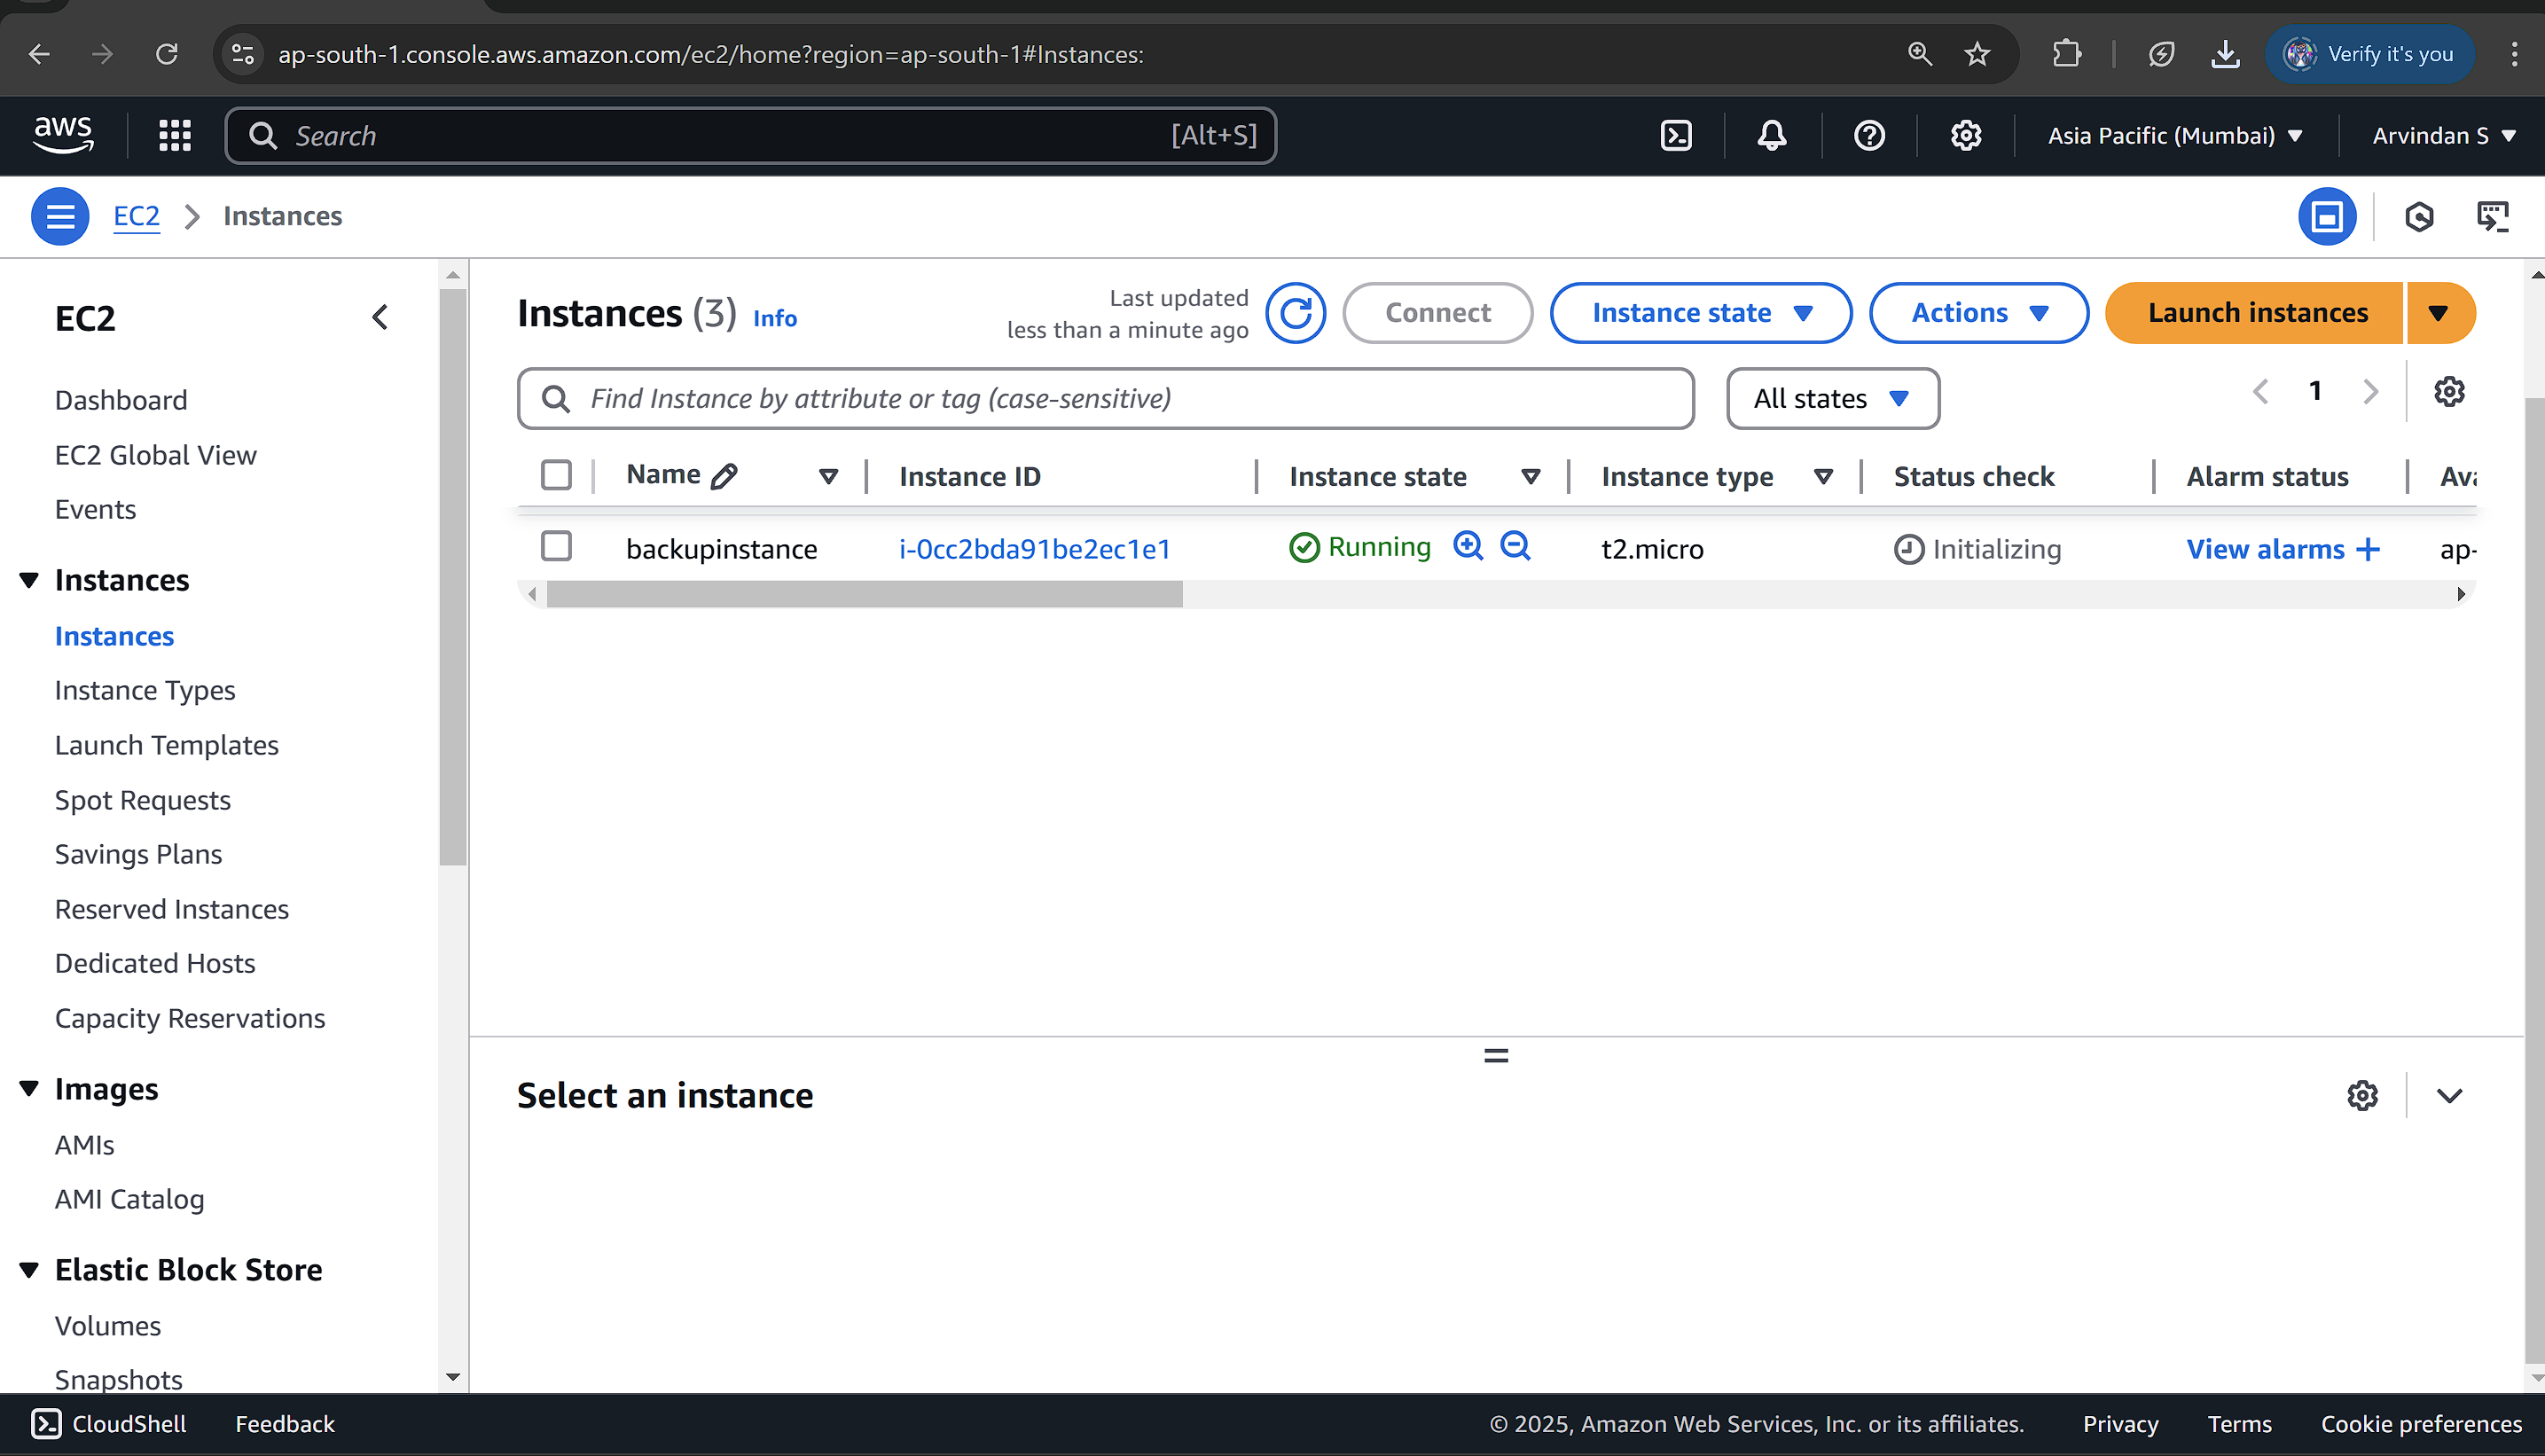 ap-south-1.console.aws.amazon.com/ec2/home?region=ap-south-1#Instances:
Verify it's you
aws
Search
[Alt+S]
Asia Pacific (Mumbai)
Arvindan S
EC2
Instances
EC2
Dashboard
EC2 Global View
Events
Instances
Instances
Instance Types
Launch Templates
Spot Requests
Savings Plans
Reserved Instances
Dedicated Hosts
Capacity Reservations
Images
AMIs
AMI Catalog
Elastic Block Store
Volumes
Snapshots
Instances (3) Info
Last updated
less than a minute ago
Connect
Instance state
Actions
Launch instances
Find Instance by attribute or tag (case-sensitive)
All states
1
Name
Instance ID
Instance state
Instance type
Status check
Alarm status
Ava
backupinstance
i-0cc2bda91be2ec1e1
Running
t2.micro
Initializing
View alarms +
ap-
Select an instance
CloudShell
Feedback
© 2025, Amazon Web Services, Inc. or its affiliates.
Privacy
Terms
Cookie preferences